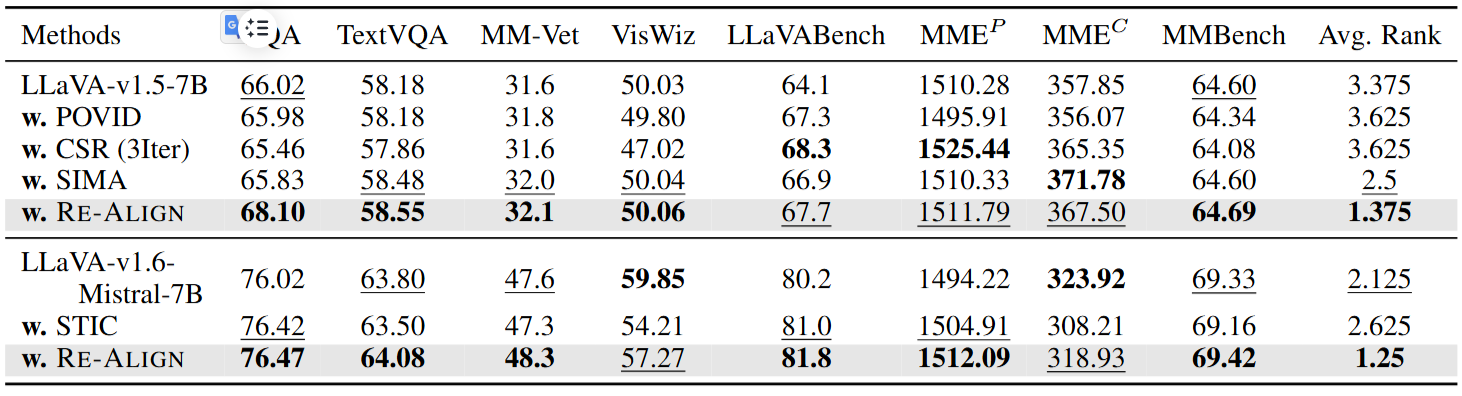 Methods QA TextVQA MM-Vet VisWiz LLaVABench MME^P MME^C MMBench Avg. Rank
LLaVA-v1.5-7B 66.02 58.18 31.6 50.03 64.1 1510.28 357.85 64.60 3.375
w. POVID 65.98 58.18 31.8 49.80 67.3 1495.91 356.07 64.34 3.625
w. CSR (3Iter) 65.46 57.86 31.6 47.02 68.3 1525.44 365.35 64.08 3.625
w. SIMA 65.83 58.48 32.0 50.04 66.9 1510.33 371.78 64.60 2.5
w. RE-ALIGN 68.10 58.55 32.1 50.06 67.7 1511.79 367.50 64.69 1.375
LLaVA-v1.6-
Mistral-7B 76.02 63.80 47.6 59.85 80.2 1494.22 323.92 69.33 2.125
w. STIC 76.42 63.50 47.3 54.21 81.0 1504.91 308.21 69.16 2.625
w. RE-ALIGN 76.47 64.08 48.3 57.27 81.8 1512.09 318.93 69.42 1.25